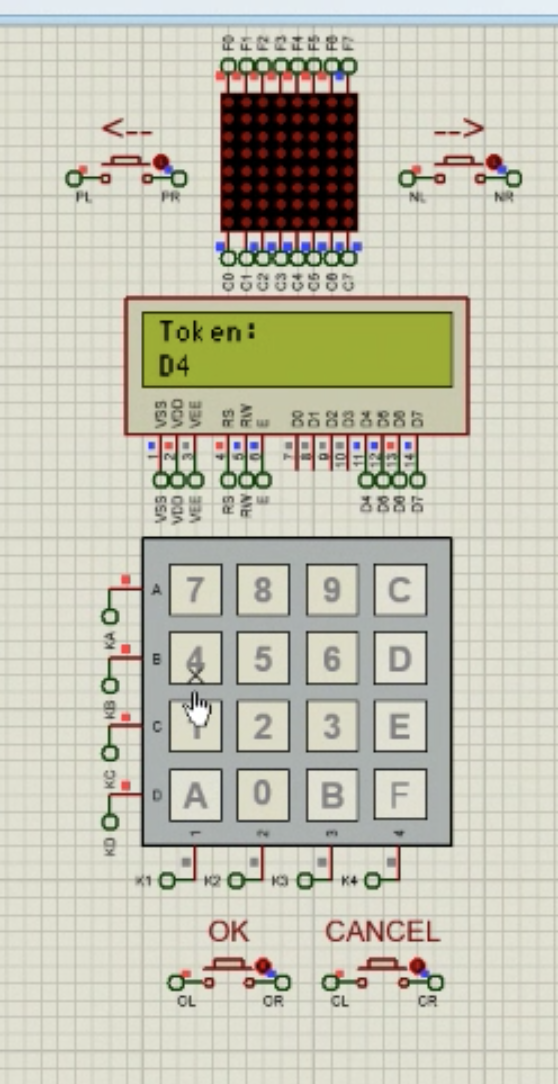 F0 F1 F2 F3 F4 F5 F6 F7
<--- -->
PL PR NL NR
C0 C1 C2 C3 C4 C5 C6 C7
Token:
D4
VSS VDD VEE RS RW E D0 D1 D2 D3 D4 D5 D6 D7
1 2 3 4 5 6 7 8 9 10 11 12 13 14
VSS VDD VEE RS RW E D4 D5 D6 D7
7 8 9 C
A
KA
4 5 6 D
B
KB
1 2 3 E
C
KC
A 0 B F
D
KD
1 2 3 4
K1 K2 K3 K4
OK CANCEL
OL OR CL CR